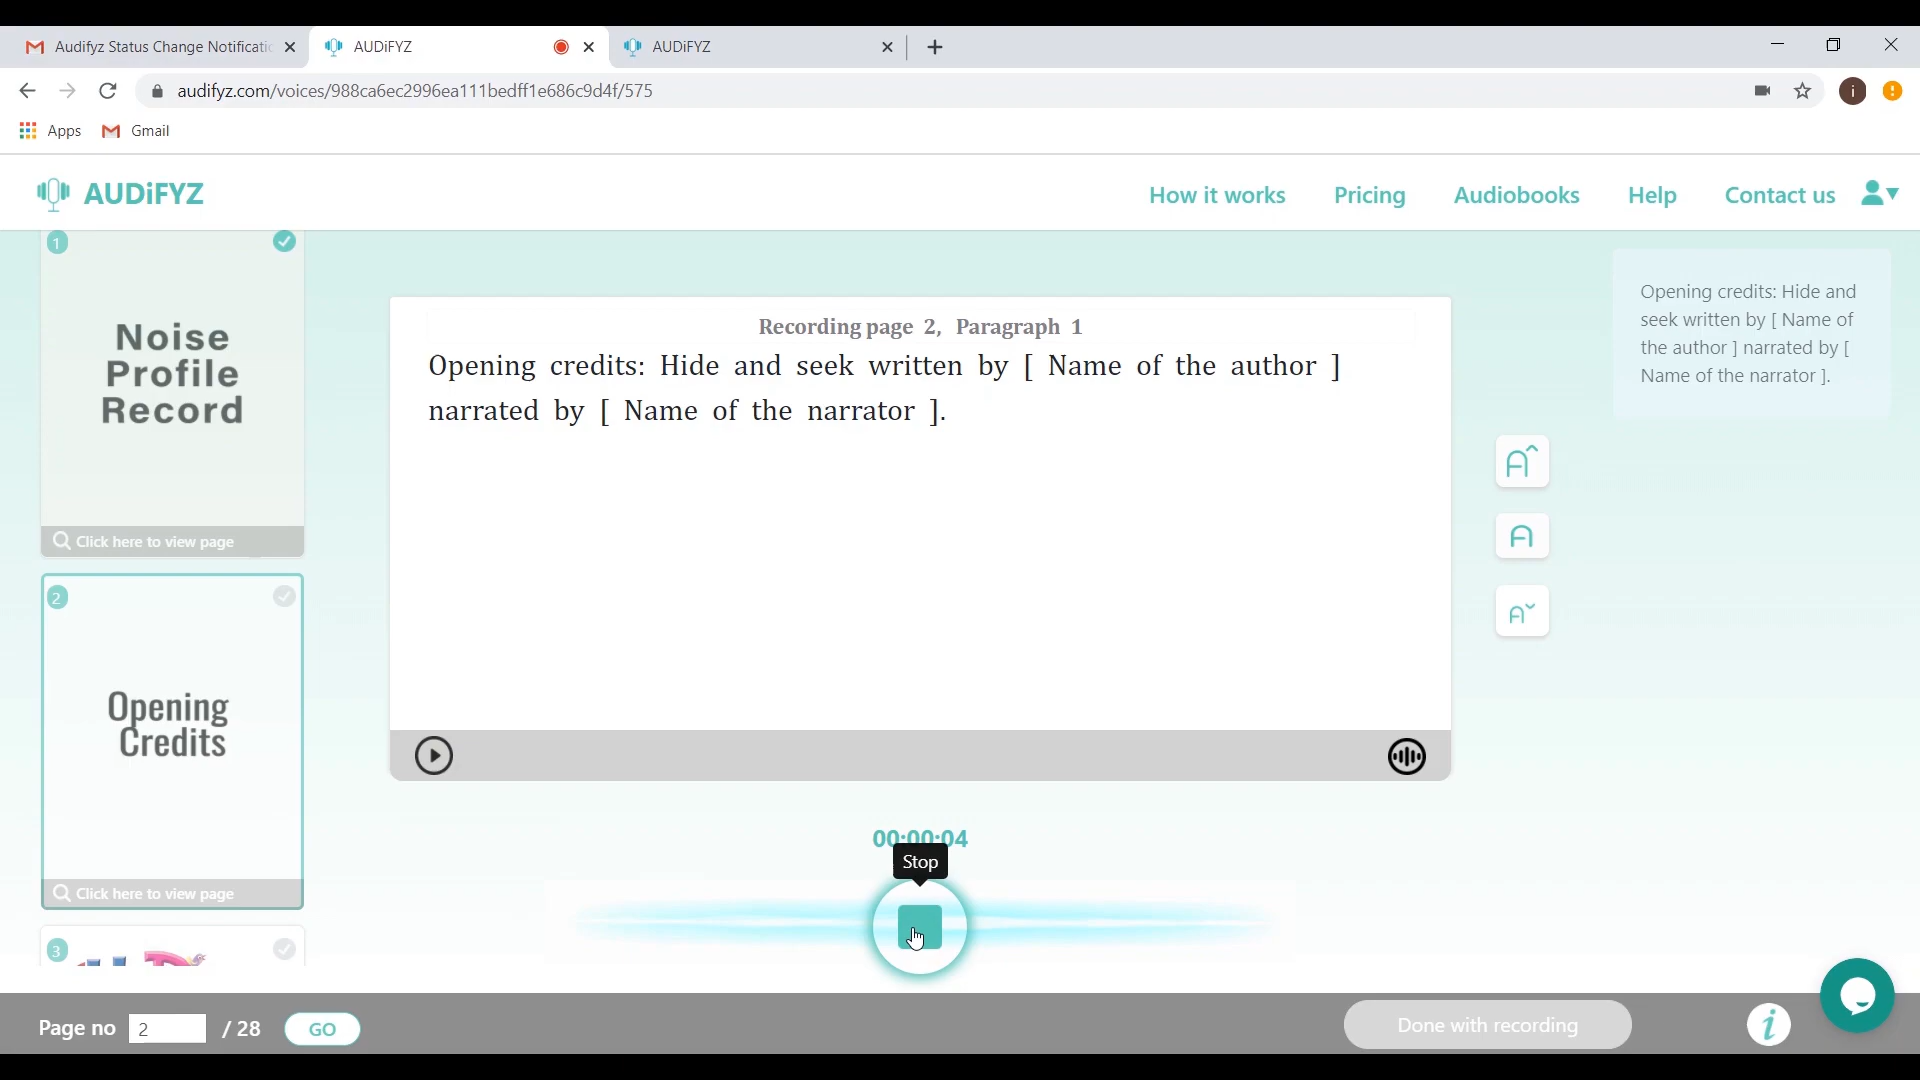 Audifyz Status Change Notificatic
AUDiFYZ
AUDiFYZ
audifyz.com/voices/988ca6ec2996ea111bedff1e686c9d4f/575
i
Apps
Gmail
AUDiFYZ
How it works
Pricing
Audiobooks
Help
Contact us
1
Noise
Profile
Record
Click here to view page
2
Opening
Credits
Click here to view page
3
Recording page 2, Paragraph 1
Opening credits: Hide and seek written by [ Name of the author ]
narrated by [ Name of the narrator ].
Opening credits: Hide and
seek written by [ Name of
the author ] narrated by [
Name of the narrator ].
A
A
A
00:00:04
Stop
Page no 2 / 28 GO
Done with recording
i